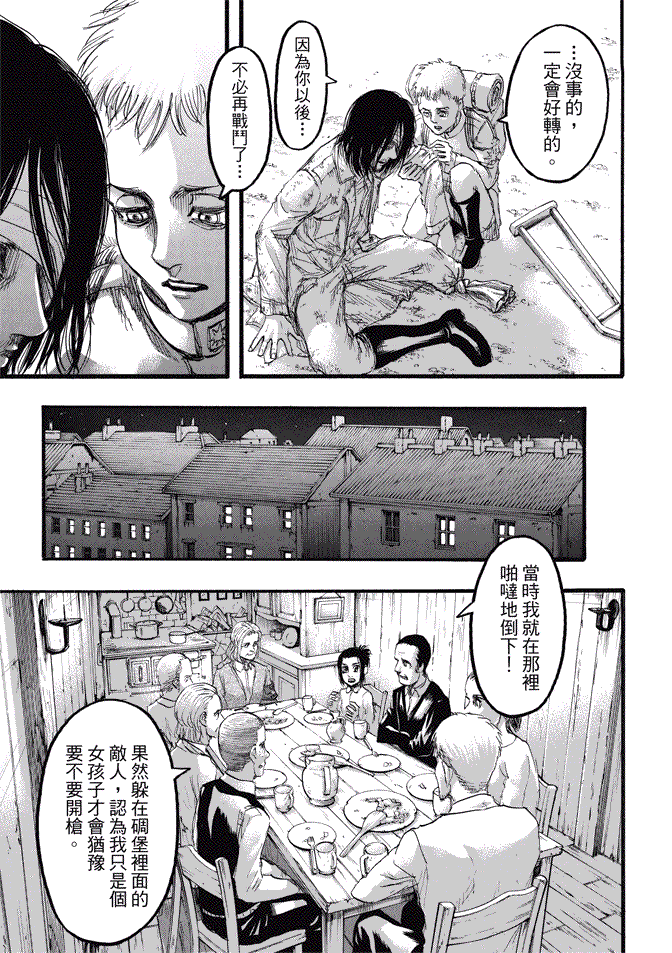 …沒事的，
一定會好轉的。
因為你以後…
不必再戰鬥了…
當時我就在那裡
啪噠地倒下！
果然躲在碉堡裡面的
敵人，認為我只是個
女孩子才會猶豫
要不要開槍。